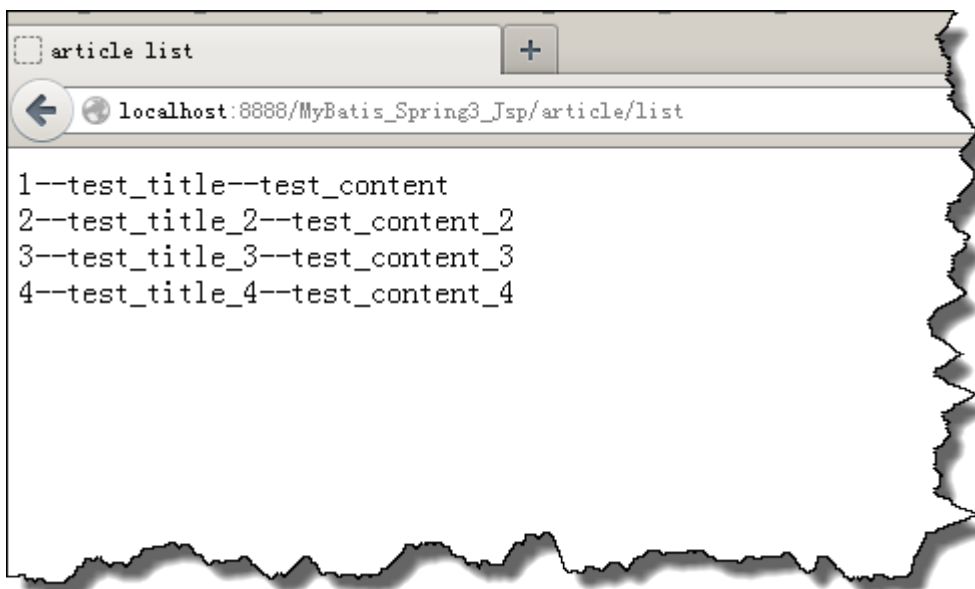 article list
localhost:8888/MyBatis_Spring3_Jsp/article/list
1--test_title--test_content
2--test_title_2--test_content_2
3--test_title_3--test_content_3
4--test_title_4--test_content_4